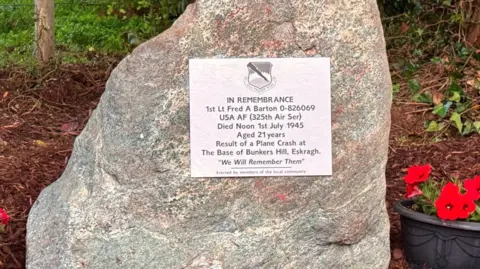 IN REMEMBRANCE
1st Lt Fred A Barton 0-826069
USA AF (325th Air Ser)
Died Noon 1st July 1945
Aged 21 years
Result of a Plane Crash at
The Base of Bunkers Hill, Eskragh.
"We Will Remember Them"
Erected by members of the local community